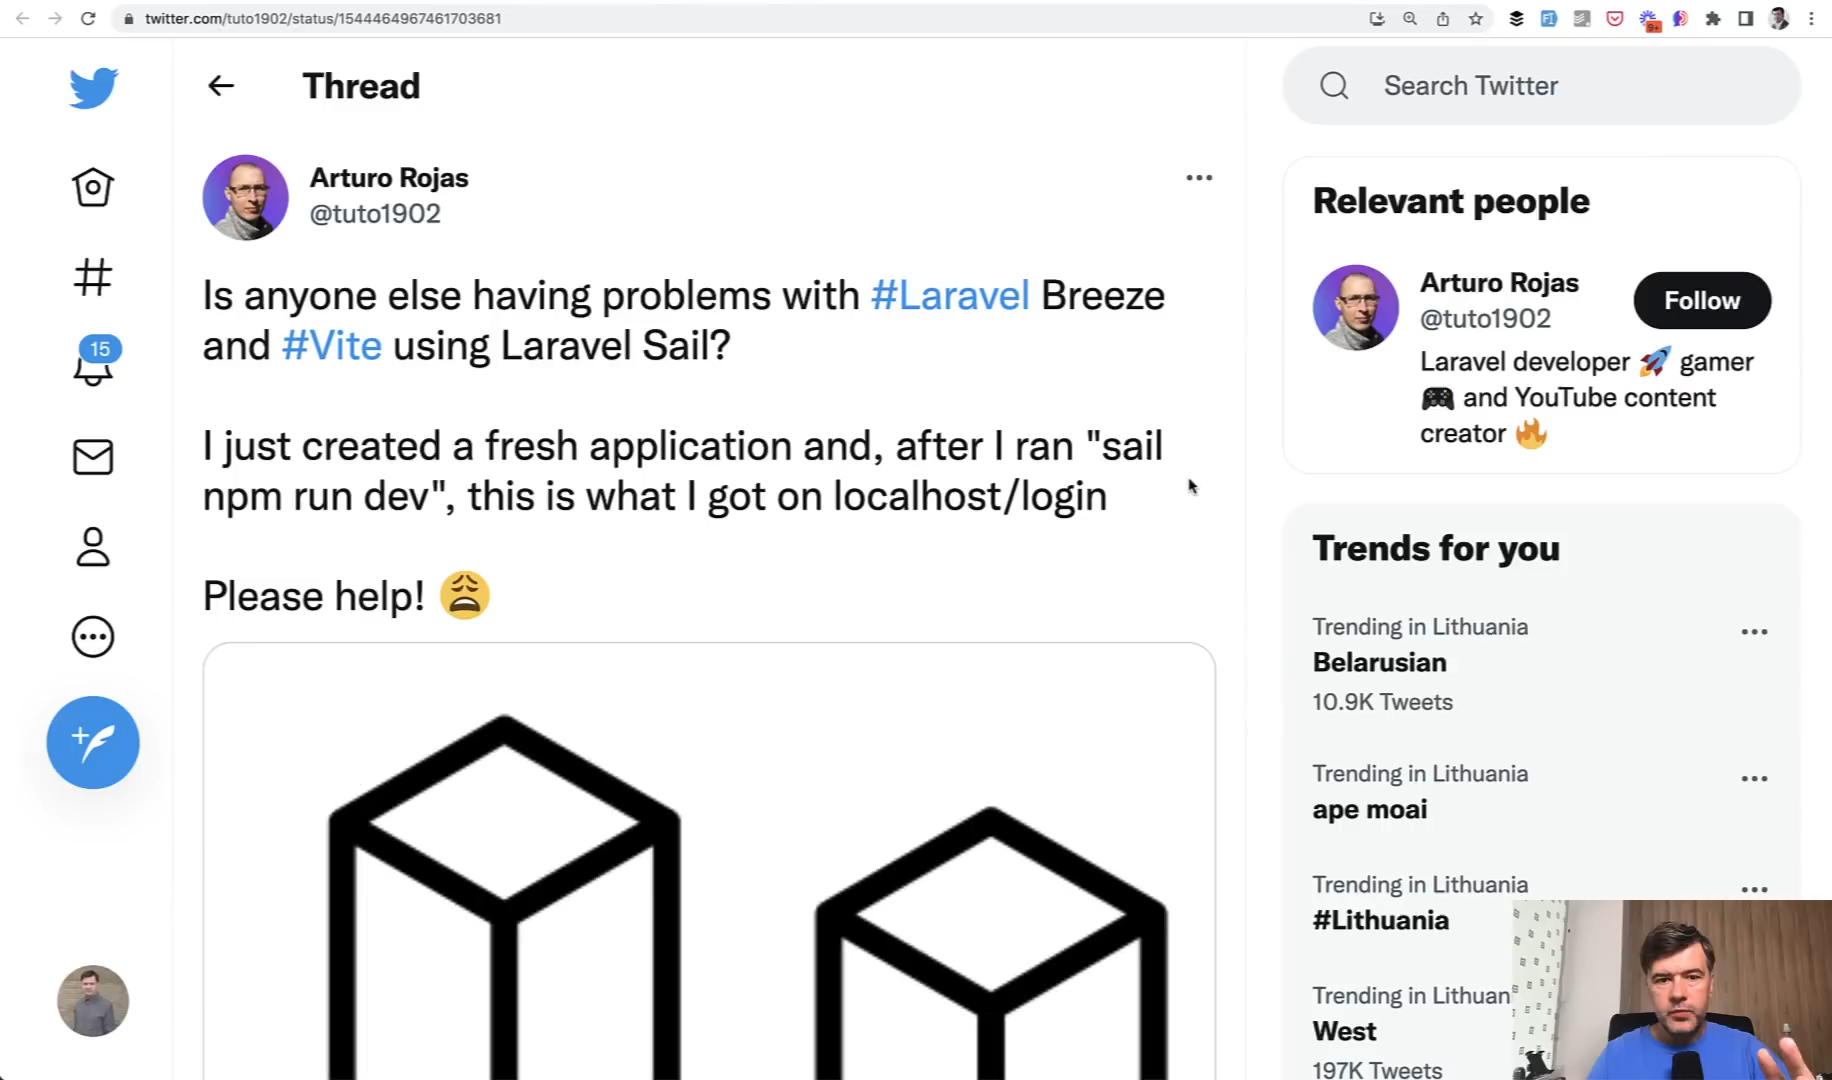 twitter.com/tuto1902/status/1544464967461703681
9+
Thread
Search Twitter
Arturo Rojas
@tuto1902
Is anyone else having problems with #Laravel Breeze
and #Vite using Laravel Sail?
I just created a fresh application and, after I ran "sail
npm run dev", this is what I got on localhost/login
Please help!
15
Relevant people
Arturo Rojas
@tuto1902
Follow
Laravel developer 🚀 gamer
🎮 and YouTube content
creator 🔥
Trends for you
Trending in Lithuania
Belarusian
10.9K Tweets
Trending in Lithuania
ape moai
Trending in Lithuania
#Lithuania
Trending in Lithuan
West
197K Tweets